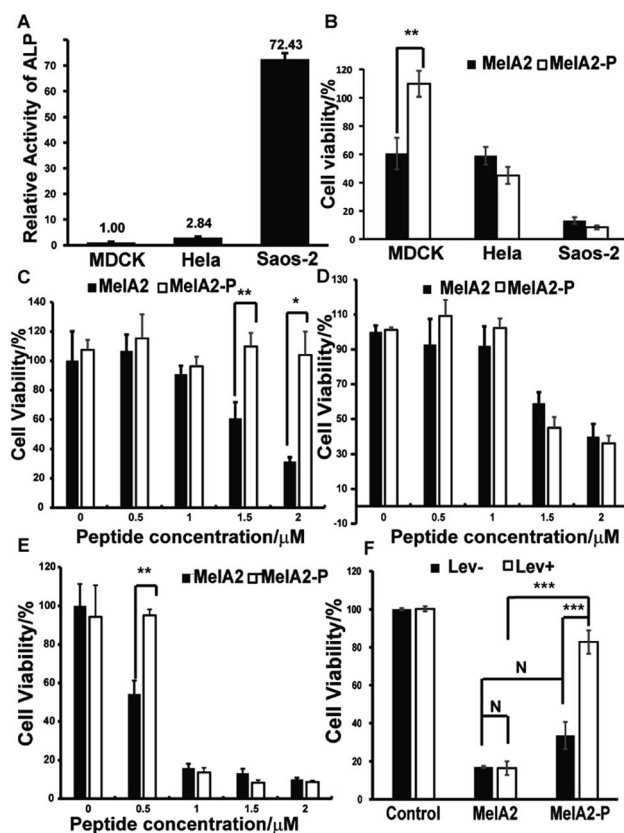 A
Relative Activity of ALP
70
60
50
40
30
20
10
0
1.00
2.84
72.43
MDCK Hela Saos-2
B
**
MelA2 MelA2-P
Cell viability/%
120
100
80
60
40
20
0
MDCK Hela Saos-2
C
MelA2 MelA2-P
** *
Cell Viability/%
140
120
100
80
60
40
20
0
0 0.5 1 1.5 2
Peptide concentration/μM
D
MelA2 MelA2-P
Cell Viability/%
110
90
70
50
30
10
-10
0 0.5 1 1.5 2
Peptide concentration/μM
E
** MelA2 MelA2-P
Cell Viability/%
120
100
80
60
40
20
0
0 0.5 1 1.5 2
Peptide concentration/μM
F
Lev- Lev+
***
***
N
N
Cell Viability/%
120
100
80
60
40
20
0
Control MelA2 MelA2-P